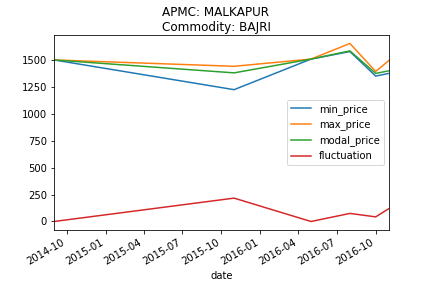 APMC: MALKAPUR
Commodity: BAJRI
1500
1250
1000
750
500
250
0
min_price
max_price
modal_price
fluctuation
2014-10
2015-01
2015-04
2015-07
2015-10
2016-01
2016-04
2016-07
2016-10
date